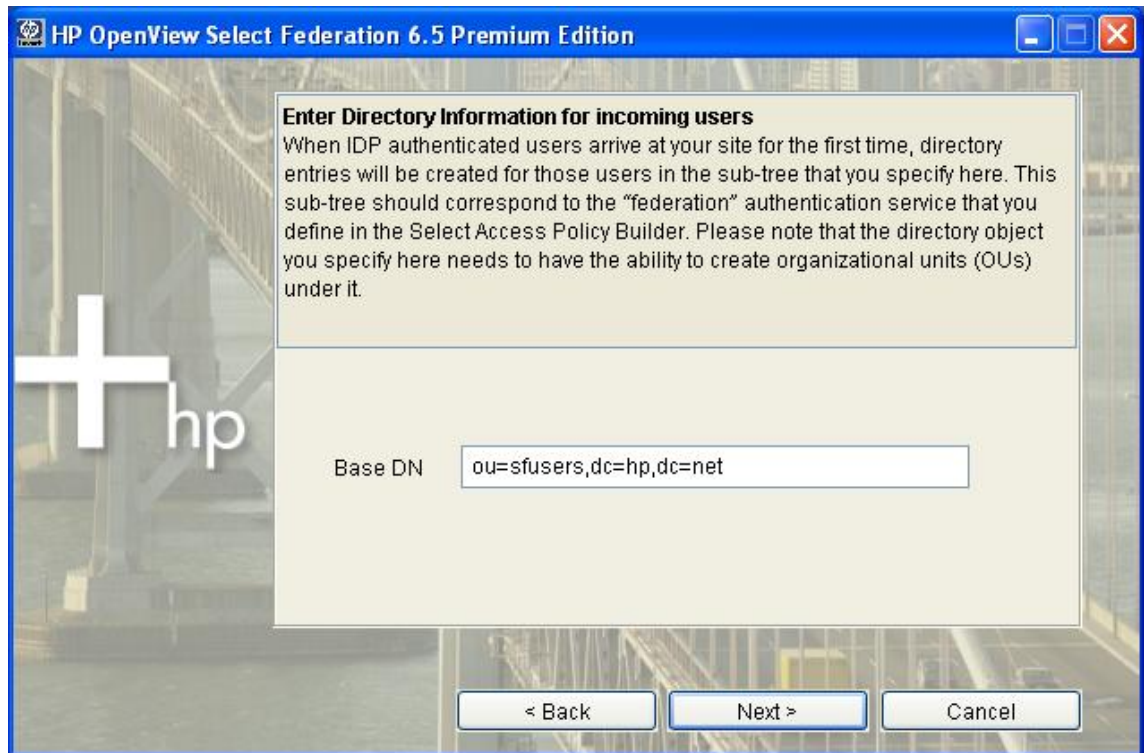 HP OpenView Select Federation 6.5 Premium Edition
Enter Directory Information for incoming users
When IDP authenticated users arrive at your site for the first time, directory
entries will be created for those users in the sub-tree that you specify here. This
sub-tree should correspond to the "federation" authentication service that you
define in the Select Access Policy Builder. Please note that the directory object
you specify here needs to have the ability to create organizational units (OUs)
under it.
hp
Base DN ou=sfusers,dc=hp,dc=net
< Back Next > Cancel